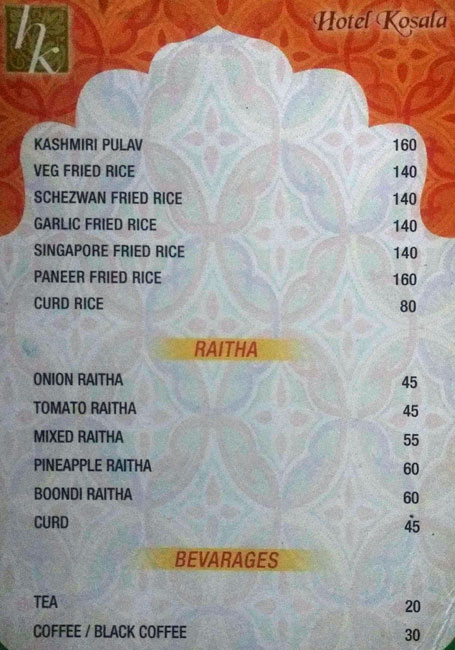 hk
Hotel Kosala
KASHMIRI PULAV 160
VEG FRIED RICE 140
SCHEZWAN FRIED RICE 140
GARLIC FRIED RICE 140
SINGAPORE FRIED RICE 140
PANEER FRIED RICE 160
CURD RICE 80
RAITHA
ONION RAITHA 45
TOMATO RAITHA 45
MIXED RAITHA 55
PINEAPPLE RAITHA 60
BOONDI RAITHA 60
CURD 45
BEVARAGES
TEA 20
COFFEE / BLACK COFFEE 30